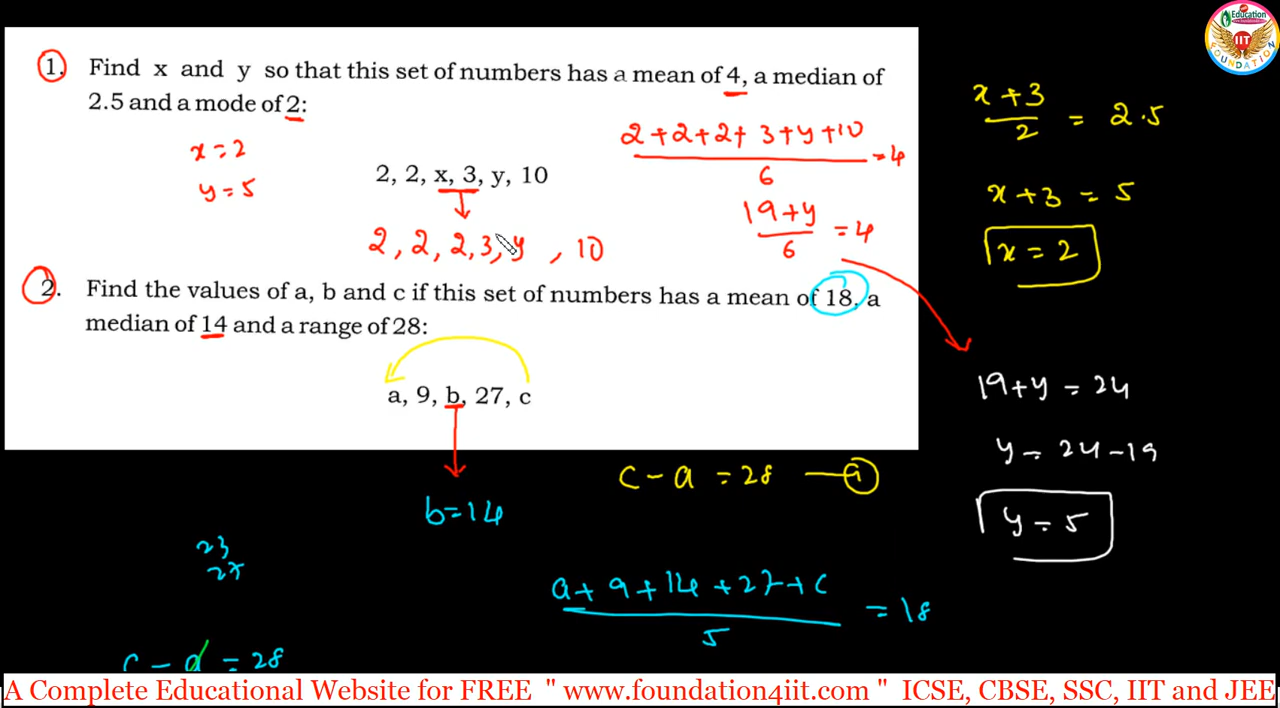 Education
IIT
FOUNDATION
1. Find x and y so that this set of numbers has a mean of 4, a median of
2.5 and a mode of 2:
x = 2
y = 5
2, 2, x, 3, y, 10
2, 2, 2, 3, y , 10
2+2+2+3+y+10 / 6 = 4
19+y / 6 = 4
x+3 / 2 = 2.5
x+3 = 5
x = 2
19+y = 24
y = 24-19
y = 5
2. Find the values of a, b and c if this set of numbers has a mean of 18, a
median of 14 and a range of 28:
a, 9, b, 27, c
b=14
c - a = 28 — 1
23
27
a+9+14+27+c / 5 = 18
c - a = 28
A Complete Educational Website for FREE " www.foundation4iit.com " ICSE, CBSE, SSC, IIT and JEE